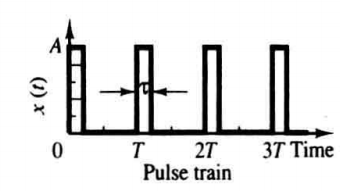 A
x (t)
τ
0 T 2T 3T Time
Pulse train